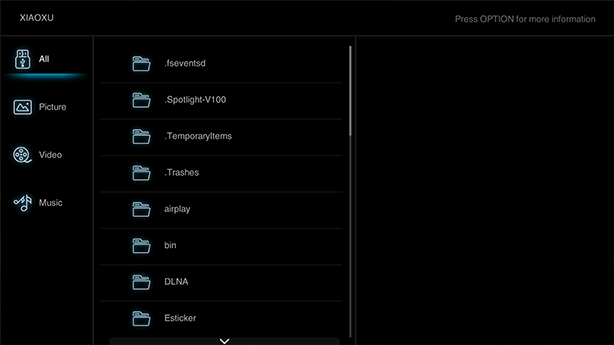 XIAOXU
Press OPTION for more information
All
Picture
Video
Music
.fseventsd
.Spotlight-V100
.TemporaryItems
.Trashes
airplay
bin
DLNA
Esticker